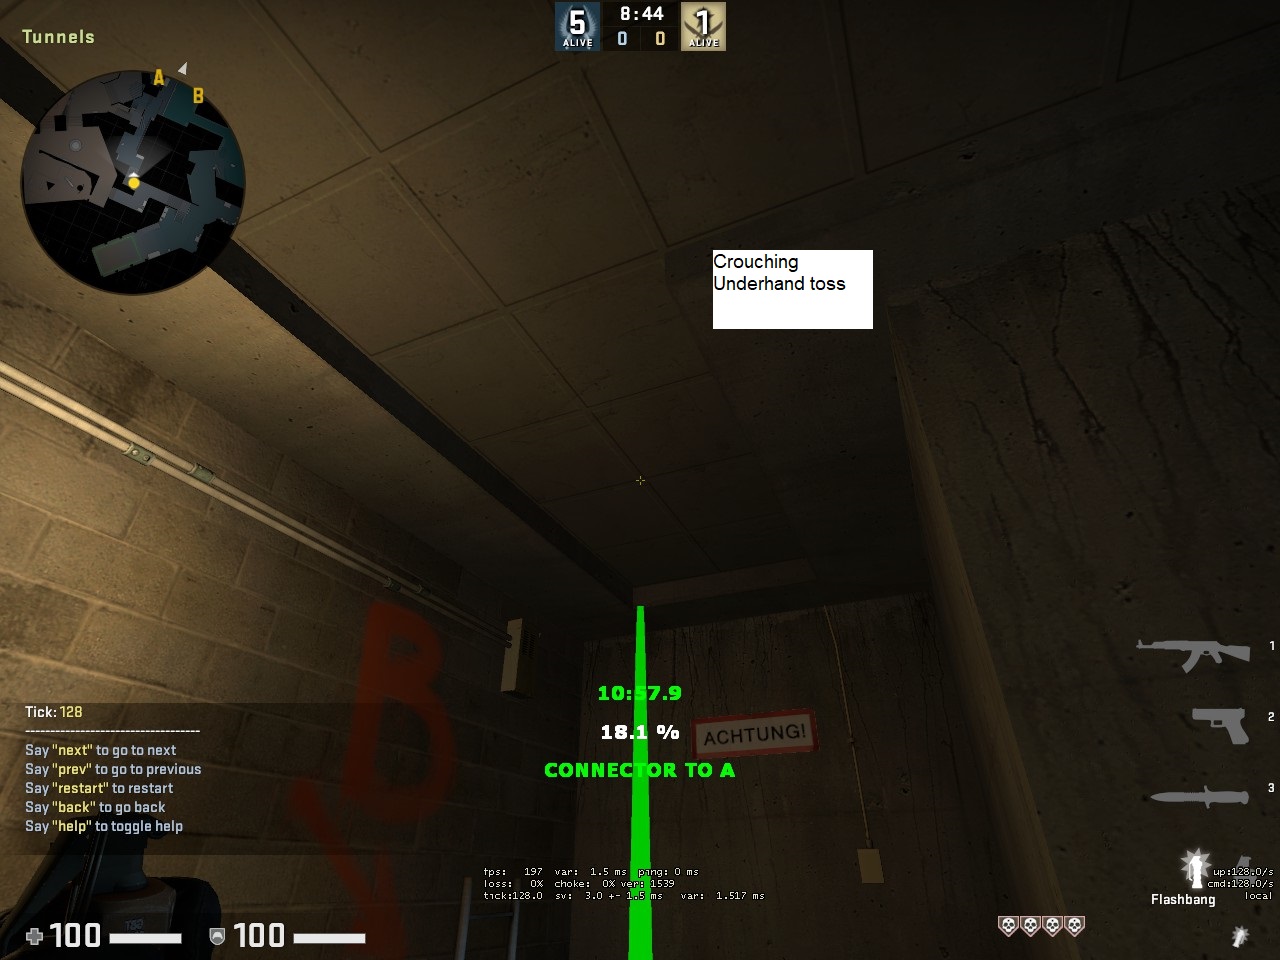 Tunnels
5
ALIVE
8:44
0 0
1
ALIVE
A
B
Crouching
Underhand toss
B
10:57.9
18.1 %
ACHTUNG!
CONNECTOR TO A
Tick: 128
----------------------------------
Say "next" to go to next
Say "prev" to go to previous
Say "restart" to restart
Say "back" to go back
Say "help" to toggle help
1
2
3
fps: 197 var: 1.5 ms ping: 0 ms
loss: 0% choke: 0% ver: 1539
tick:128.0 sv: 3.0 +- 1.5 ms var: 1.517 ms
up:128.0/s
cmd:128.0/s
local
Flashbang
100
100